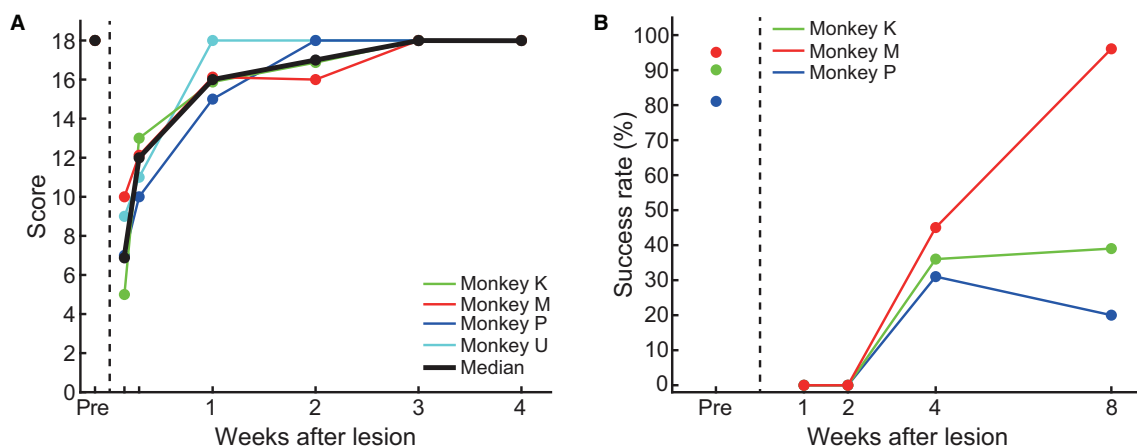 A
18
16
14
12
10
8
6
4
2
0
Score
Pre
1
2
3
4
Weeks after lesion
Monkey K
Monkey M
Monkey P
Monkey U
Median
B
100
90
80
70
60
50
40
30
20
10
0
Success rate (%)
Pre
1
2
4
8
Weeks after lesion
Monkey K
Monkey M
Monkey P